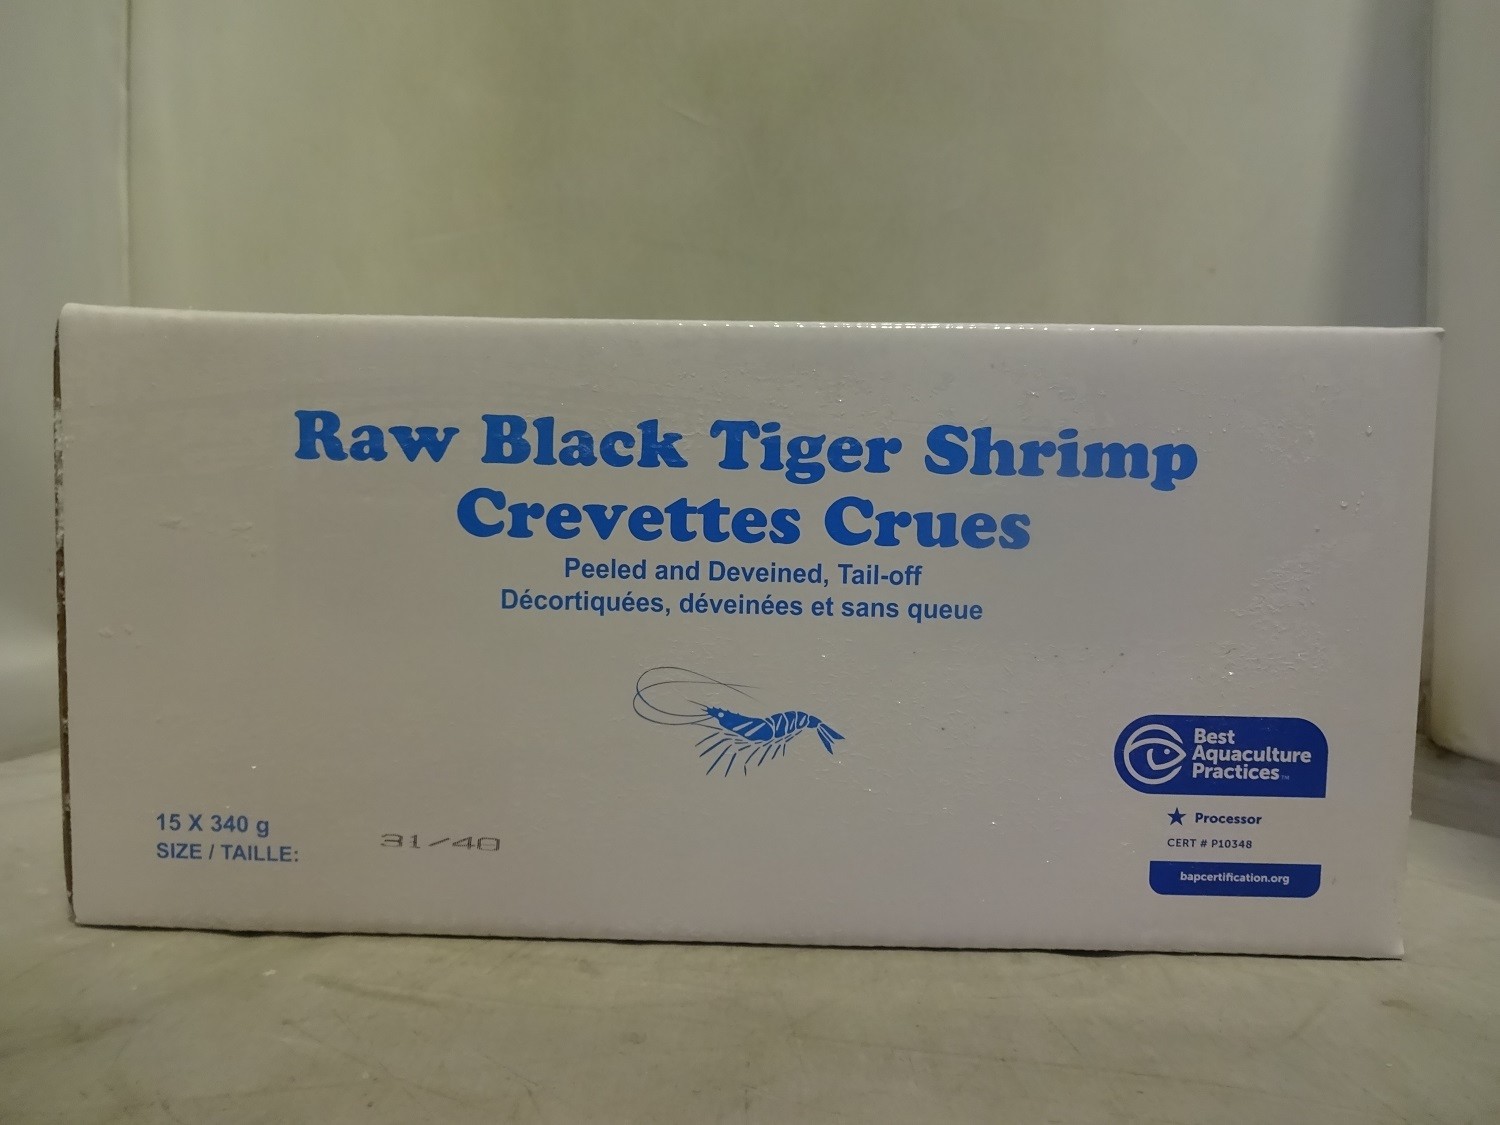 Raw Black Tiger Shrimp
Crevettes Crues
Peeled and Deveined, Tail-off
Décortiquées, déveinées et sans queue
15 X 340 g
SIZE / TAILLE: 31/40
Best
Aquaculture
Practices™
Processor
CERT # P10348
bapcertification.org